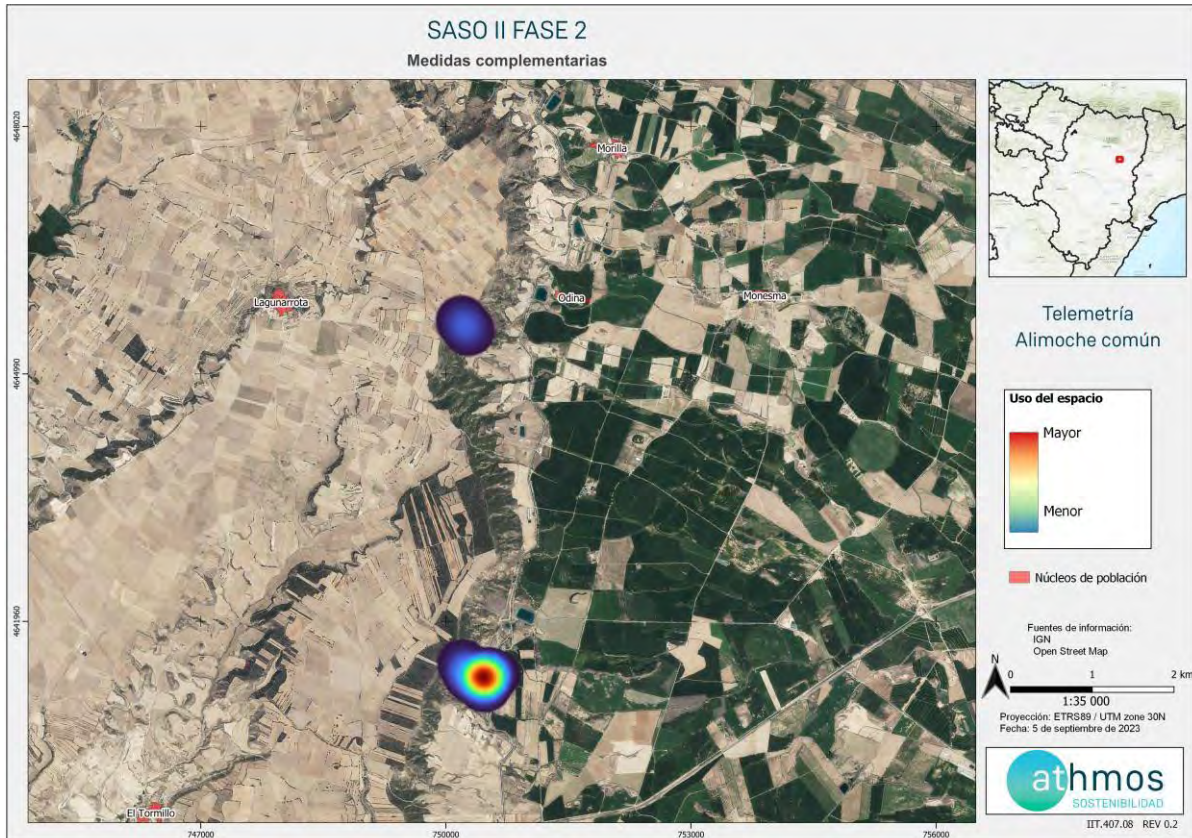 SASO II FASE 2
Medidas complementarias
4648020
4644990
4641960
Morilla
Lagunarrota
Odina
Monesma
El Tormillo
747000
750000
753000
756000
Telemetría
Alimoche común
Uso del espacio
Mayor
Menor
Núcleos de población
Fuentes de información:
IGN
Open Street Map
N
0 1 2 km
1:35 000
Proyección: ETRS89 / UTM zone 30N
Fecha: 5 de septiembre de 2023
athmos
SOSTENIBILIDAD
IIT.407.08 REV 0.2